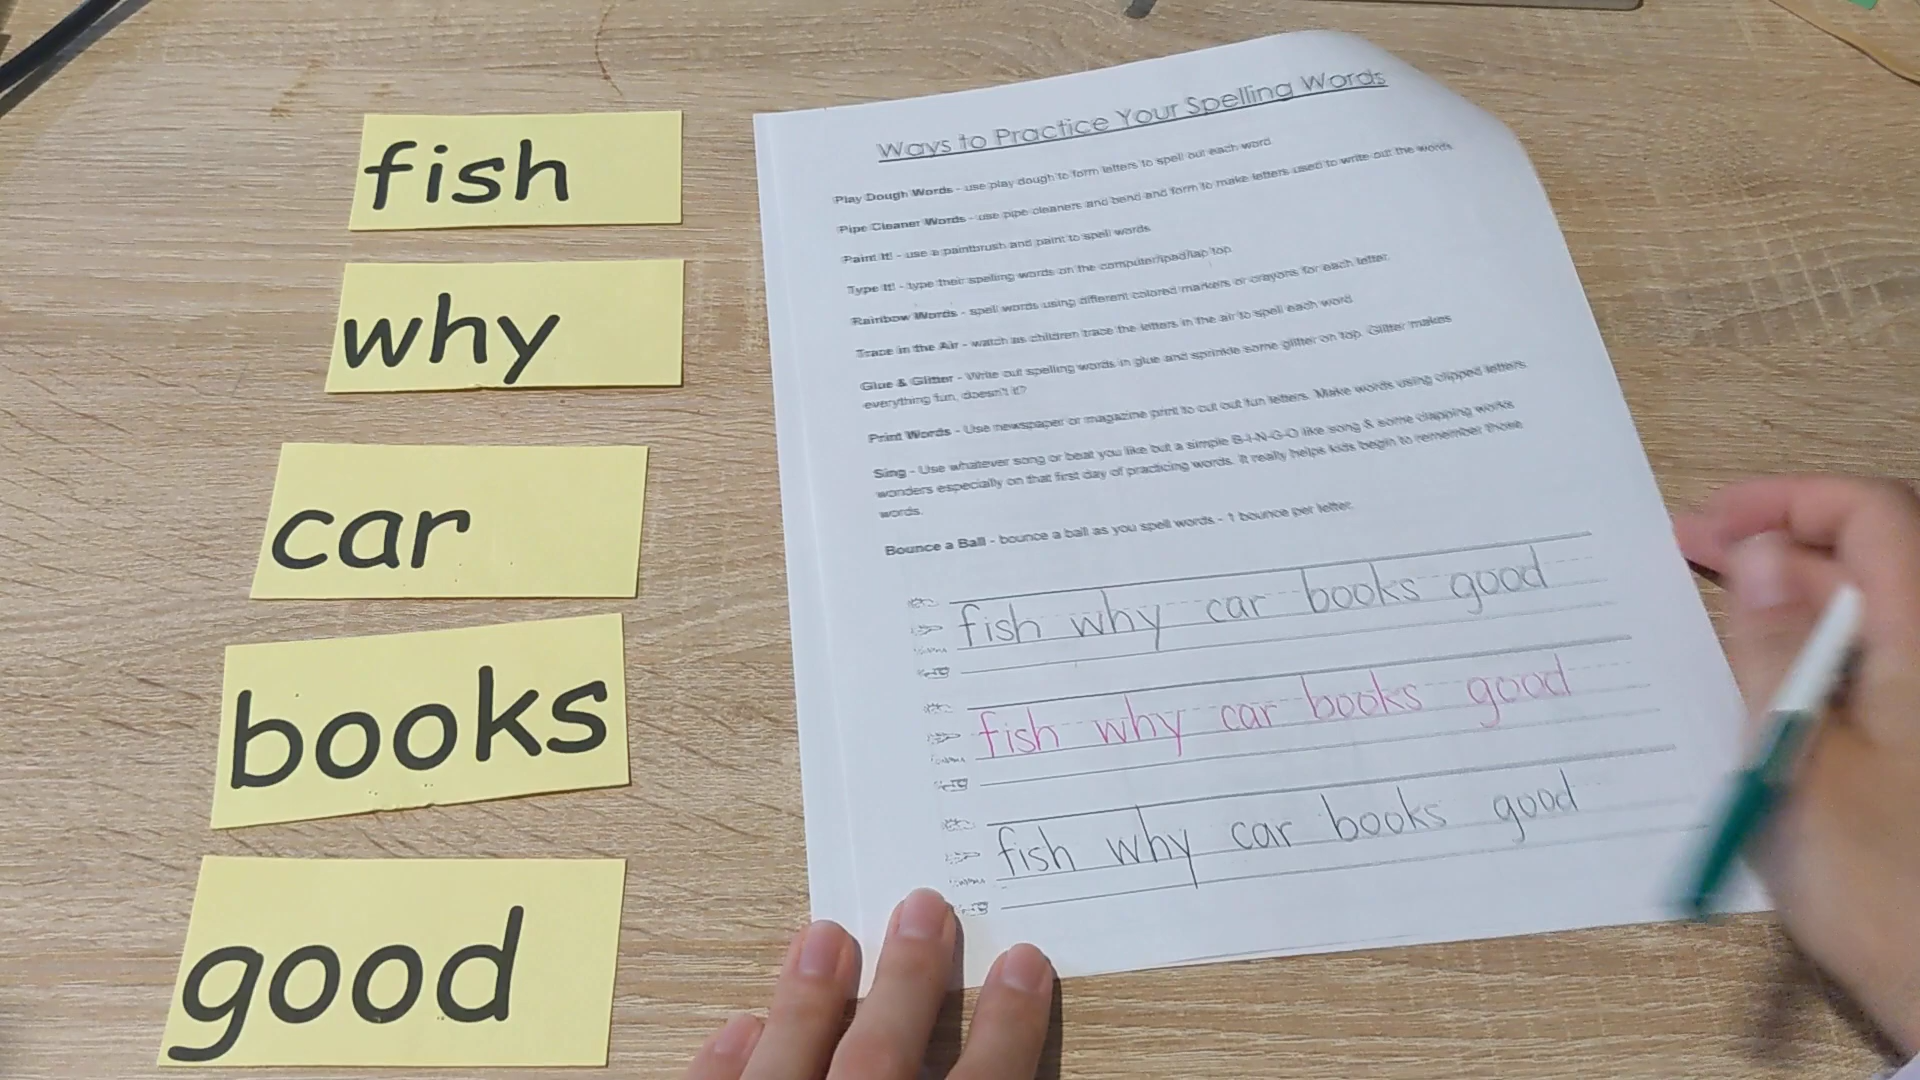 fish
why
car
books
good
Ways to Practice Your Spelling Words
Play Dough Words - use play dough to form letters to spell out each word
Pipe Cleaner Words - use pipe cleaners and bend and form to make letters used to write out the words
Paint It! - use a paintbrush and paint to spell words
Type It! - type their spelling words on the computer/ipad/lap top
Rainbow Words - spell words using different colored markers or crayons for each letter
Trace in the Air - watch as children trace the letters in the air to spell each word
Glue & Glitter - Write out spelling words in glue and sprinkle some glitter on top. Glitter makes
everything fun, doesn't it?
Print Words - Use newspaper or magazine print to cut out fun letters. Make words using clipped letters
Sing - Use whatever song or beat you like but a simple B-I-N-G-O like song & some clapping works
wonders especially on that first day of practicing words. It really helps kids begin to remember those
words.
Bounce a Ball - bounce a ball as you spell words - 1 bounce per letter.
fish why car books good
fish why car books good
fish why car books good